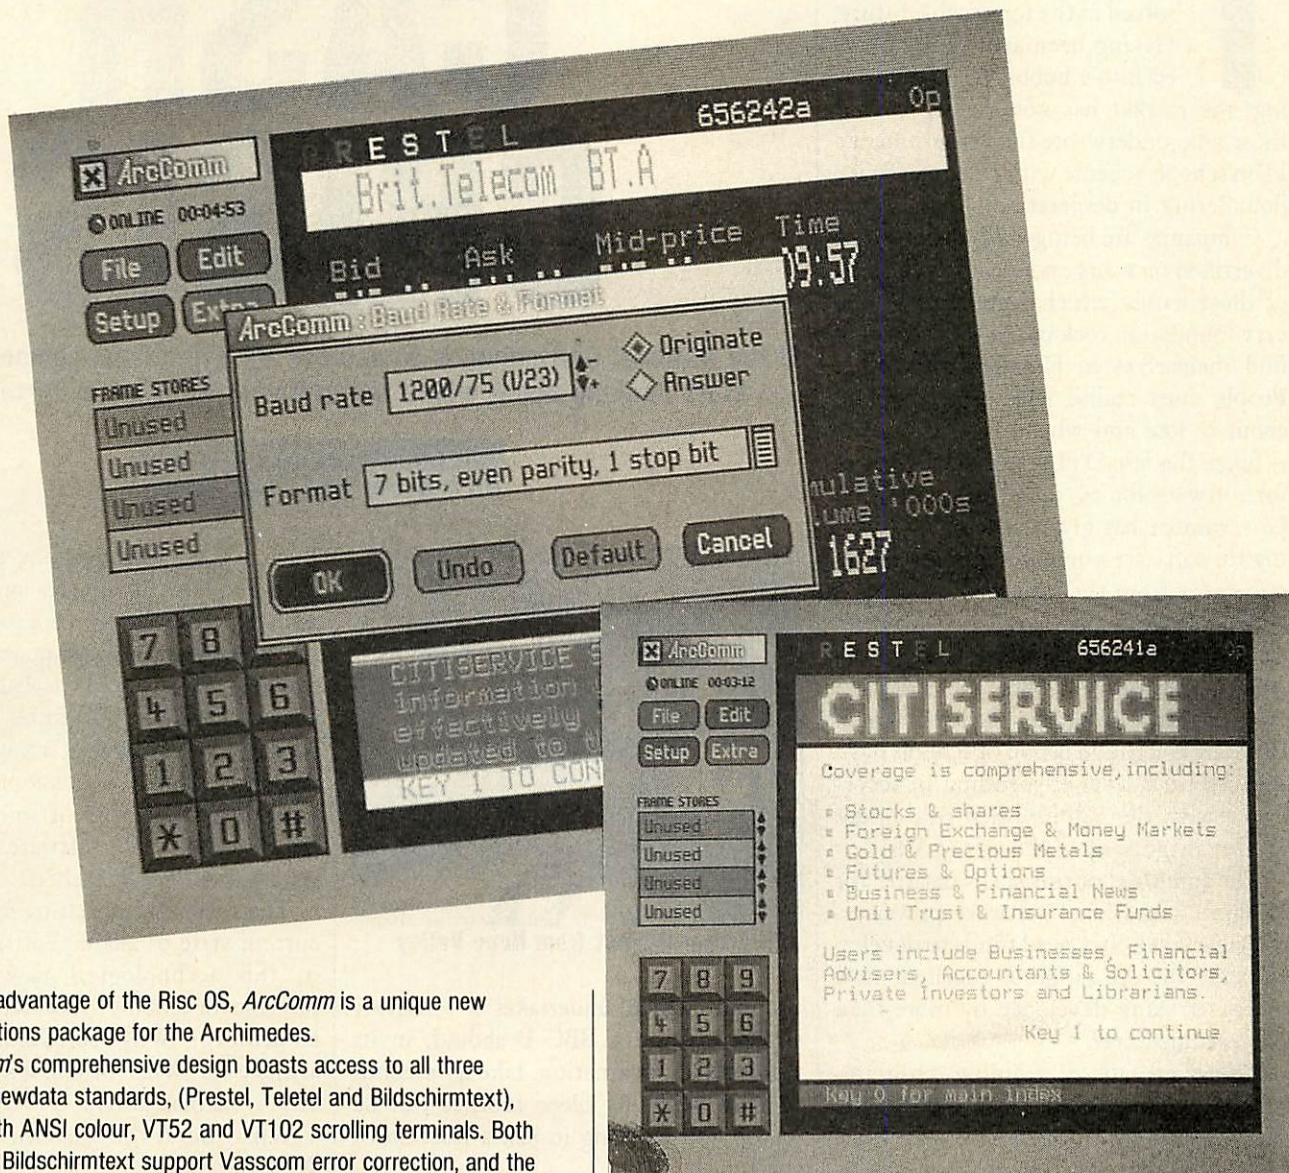 PRESTEL 656242a 0p
ArcComm
Brit.Telecom BT.A
ONLINE 00:04:53
File Edit
Bid Ask Mid-price Time
09:57
Setup Extra
ArcComm : Baud Rate & Format
Baud rate 1200/75 (V23) Originate
Answer
FRAME STORES
Unused
Unused
Unused
Unused
Format 7 bits, even parity, 1 stop bit
'000s
1627
OK Undo Default Cancel
7 8
4 5 6
1 2 3
* 0 #
CITISERVICE S
information
effectively
updated to t
KEY 1 TO CON
ArcComm
PRESTEL 656241a 0p
ONLINE 00:03:12
File Edit
Setup Extra
FRAME STORES
Unused
Unused
Unused
Unused
7 8 9
4 5 6
1 2 3
* 0 #
CITISERVICE
Coverage is comprehensive, including:
Stocks & shares
Foreign Exchange & Money Markets
Gold & Precious Metals
Futures & Options
Business & Financial News
Unit Trust & Insurance Funds
Users include Businesses, Financial
Advisers, Accountants & Solicitors,
Private Investors and Librarians.
Key 1 to continue
Key 0 for main index
advantage of the Risc OS, ArcComm is a unique new
tions package for the Archimedes.
m's comprehensive design boasts access to all three
ewdata standards, (Prestel, Teletel and Bildschirmtext),
th ANSI colour, VT52 and VT102 scrolling terminals. Both
Bildschirmtext support Vasscom error correction, and the